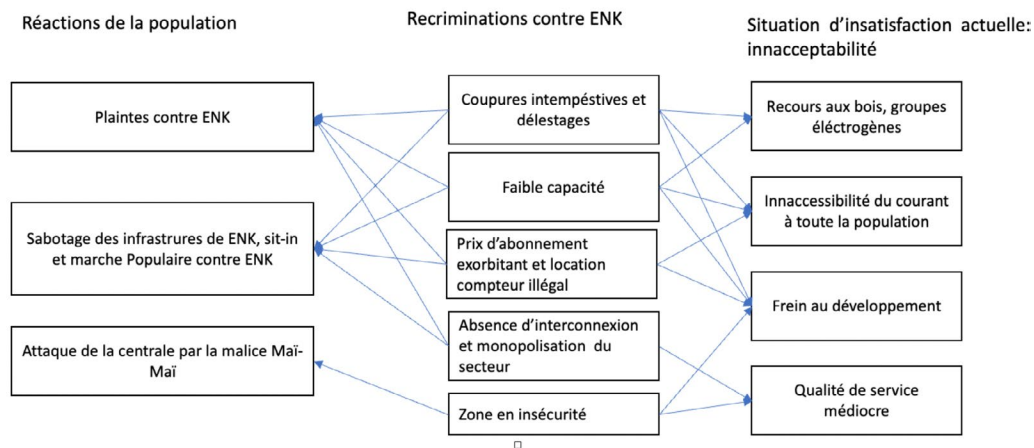 Réactions de la population
Recriminations contre ENK
Situation d’insatisfaction actuelle:
innacceptabilité
Plaintes contre ENK
Sabotage des infrastrures de ENK, sit-in
et marche Populaire contre ENK
Attaque de la centrale par la malice Maï-
Maï
Coupures intempéstives et
délestages
Faible capacité
Prix d’abonnement
exorbitant et location
compteur illégal
Absence d’interconnexion
et monopolisation du
secteur
Zone en insécurité
Recours aux bois, groupes
éléctrogènes
Innaccessibilité du courant
à toute la population
Frein au développement
Qualité de service
médiocre